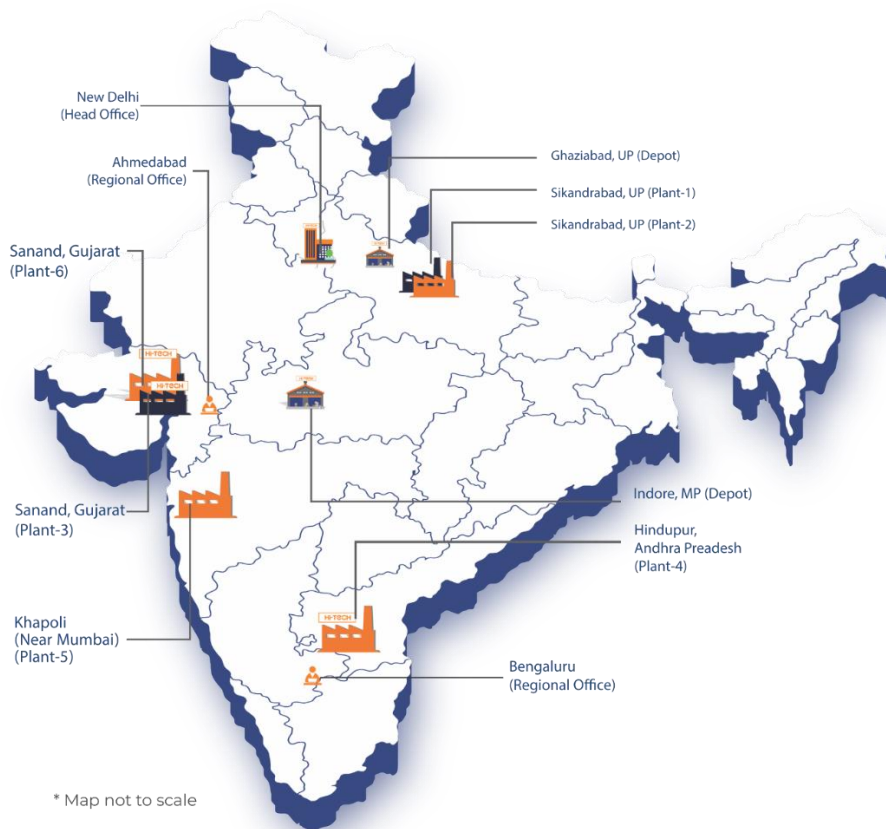 New Delhi
(Head Office)
Ghaziabad, UP (Depot)
Ahmedabad
(Regional Office)
Sikandrabad, UP (Plant-1)
Sikandrabad, UP (Plant-2)
Sanand, Gujarat
(Plant-6)
HI-TECH
HI-TECH
Sanand, Gujarat
(Plant-3)
Indore, MP (Depot)
Hindupur,
Andhra Preadesh
(Plant-4)
HI-TECH
Khapoli
(Near Mumbai)
(Plant-5)
Bengaluru
(Regional Office)
* Map not to scale